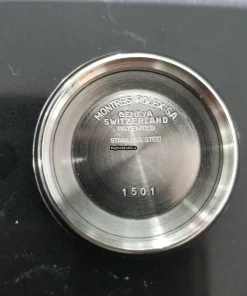 MONTRES ROLEX S.A.
GENEVA
SWITZERLAND
PATENTED
STAINLESS STEEL
1501